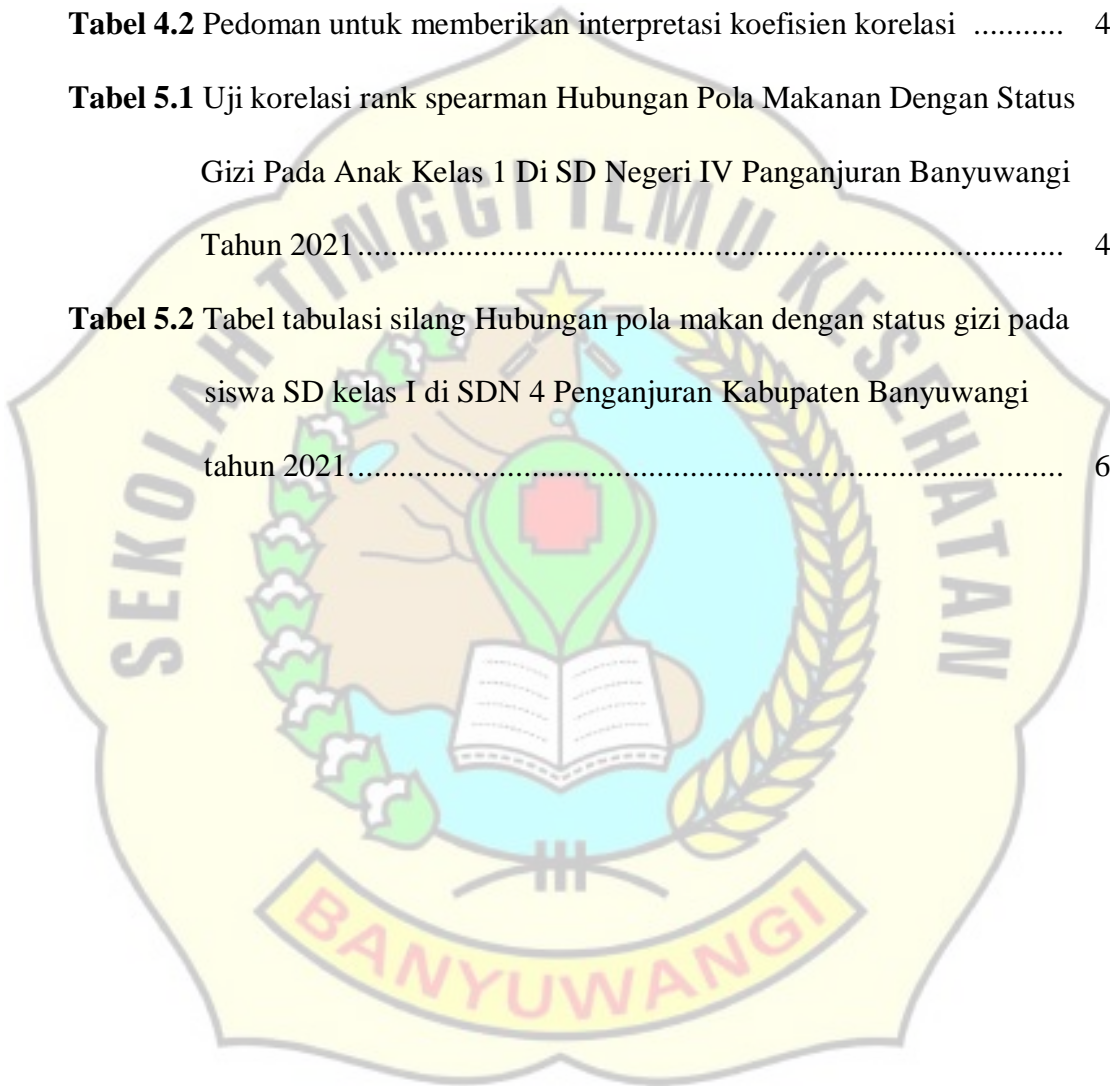 Tabel 4.2 Pedoman untuk memberikan interpretasi koefisien korelasi ........... 4
Tabel 5.1 Uji korelasi rank spearman Hubungan Pola Makanan Dengan Status
Gizi Pada Anak Kelas 1 Di SD Negeri IV Panganjuran Banyuwangi
Tahun 2021....................................................................... 4
Tabel 5.2 Tabel tabulasi silang Hubungan pola makan dengan status gizi pada
siswa SD kelas I di SDN 4 Penganjuran Kabupaten Banyuwangi
tahun 2021........................................................................ 6
SEKOLAH TINGGI ILMU KESEHATAN
BANYUWANGI